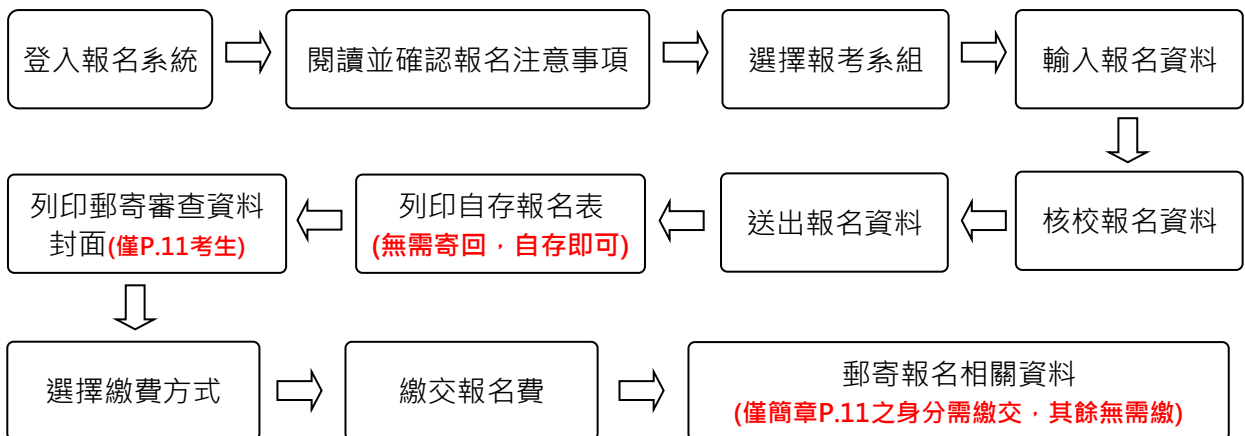 登入報名系統
閱讀並確認報名注意事項
選擇報考系組
輸入報名資料
核校報名資料
送出報名資料
列印自存報名表
(無需寄回，自存即可)
列印郵寄審查資料
封面(僅P.11考生)
選擇繳費方式
繳交報名費
郵寄報名相關資料
(僅簡章P.11之身分需繳交，其餘無需繳)